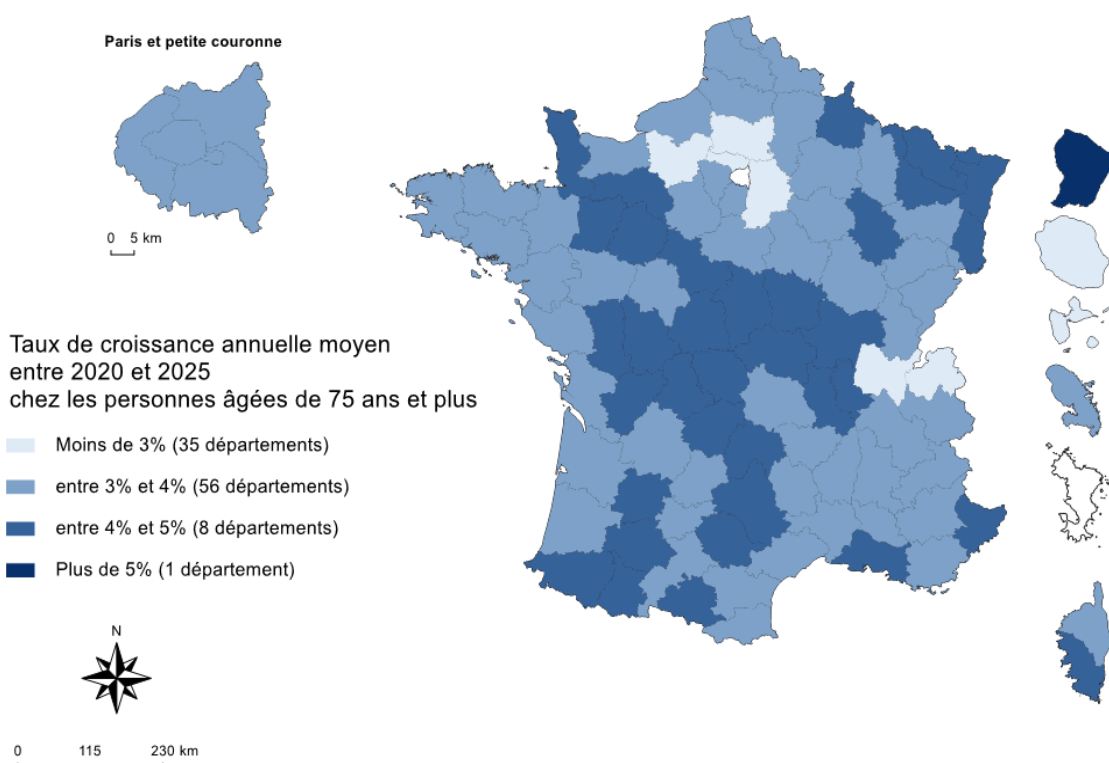 Paris et petite couronne
0 5 km
Taux de croissance annuelle moyen
entre 2020 et 2025
chez les personnes âgées de 75 ans et plus
Moins de 3% (35 départements)
entre 3% et 4% (56 départements)
entre 4% et 5% (8 départements)
Plus de 5% (1 département)
N
0 115 230 km